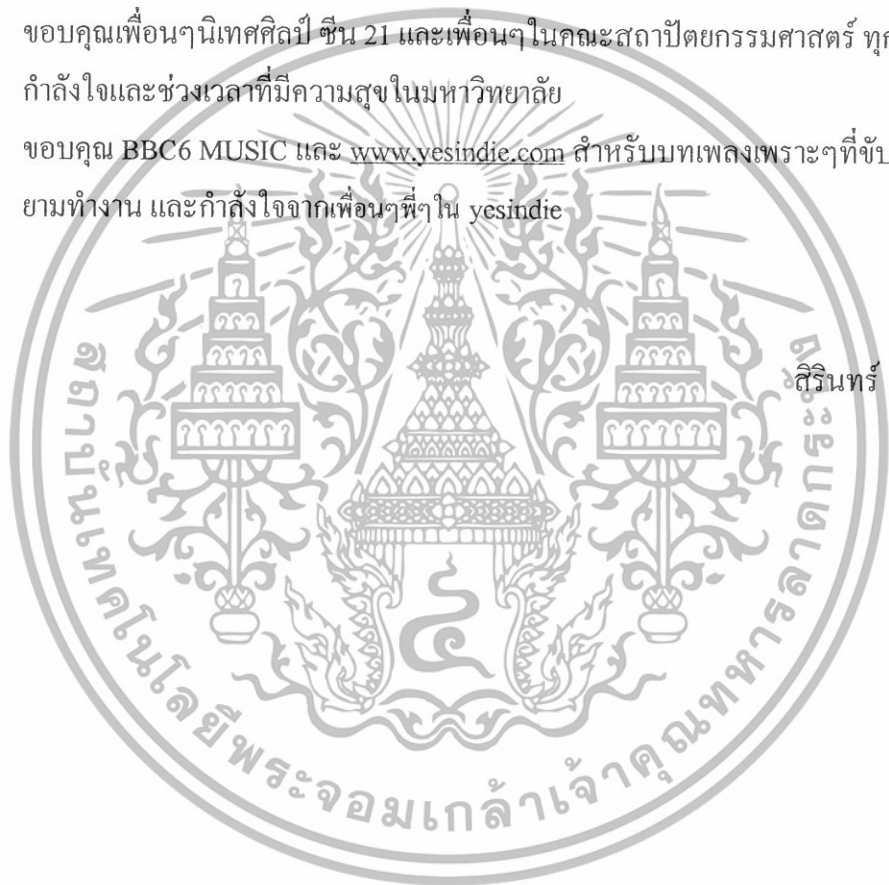 ขอบคุณเพื่อนๆนิเทศศิลป์ ซีน 21 และเพื่อนๆในคณะสถาปัตยกรรมศาสตร์
กำลังใจและช่วงเวลาที่มีความสุขในมหาวิทยาลัย
ขอบคุณ BBC6 MUSIC และ www.yesindie.com สำหรับบทเพลงเพราะๆที่
ยามทำงาน และกำลังใจจากเพื่อนๆพี่ๆใน yesindie
สิรินทร์
สถาบันเทคโนโลยีพระจอมเกล้าเจ้าคุณทหารลาดกระบัง